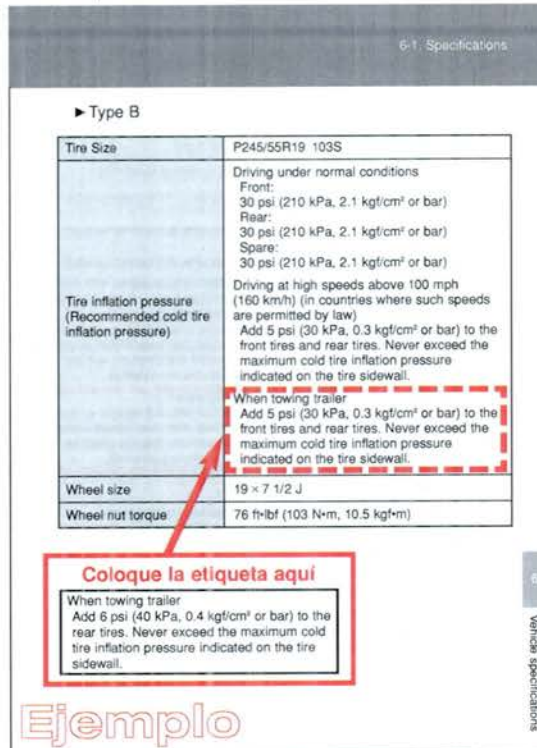 6-1. Specifications
►Type B
Tire Size
P245/55R19 103S
Tire inflation pressure
(Recommended cold tire
inflation pressure)
Driving under normal conditions
Front:
30 psi (210 kPa, 2.1 kgf/cm² or bar)
Rear:
30 psi (210 kPa, 2.1 kgf/cm² or bar)
Spare:
30 psi (210 kPa, 2.1 kgf/cm² or bar)
Driving at high speeds above 100 mph
(160 km/h) (in countries where such speeds
are permitted by law)
Add 5 psi (30 kPa, 0.3 kgf/cm² or bar) to the
front tires and rear tires. Never exceed the
maximum cold tire inflation pressure
indicated on the tire sidewall.
When towing trailer
Add 5 psi (30 kPa, 0.3 kgf/cm² or bar) to the
front tires and rear tires. Never exceed the
maximum cold tire inflation pressure
indicated on the tire sidewall.
Wheel size
19 × 7 1/2 J
Wheel nut torque
76 ft•lbf (103 N•m, 10.5 kgf•m)
Coloque la etiqueta aquí
When towing trailer
Add 6 psi (40 kPa, 0.4 kgf/cm² or bar) to the
rear tires. Never exceed the maximum cold
tire inflation pressure indicated on the tire
sidewall.
6
Vehicle specifications
Ejemplo